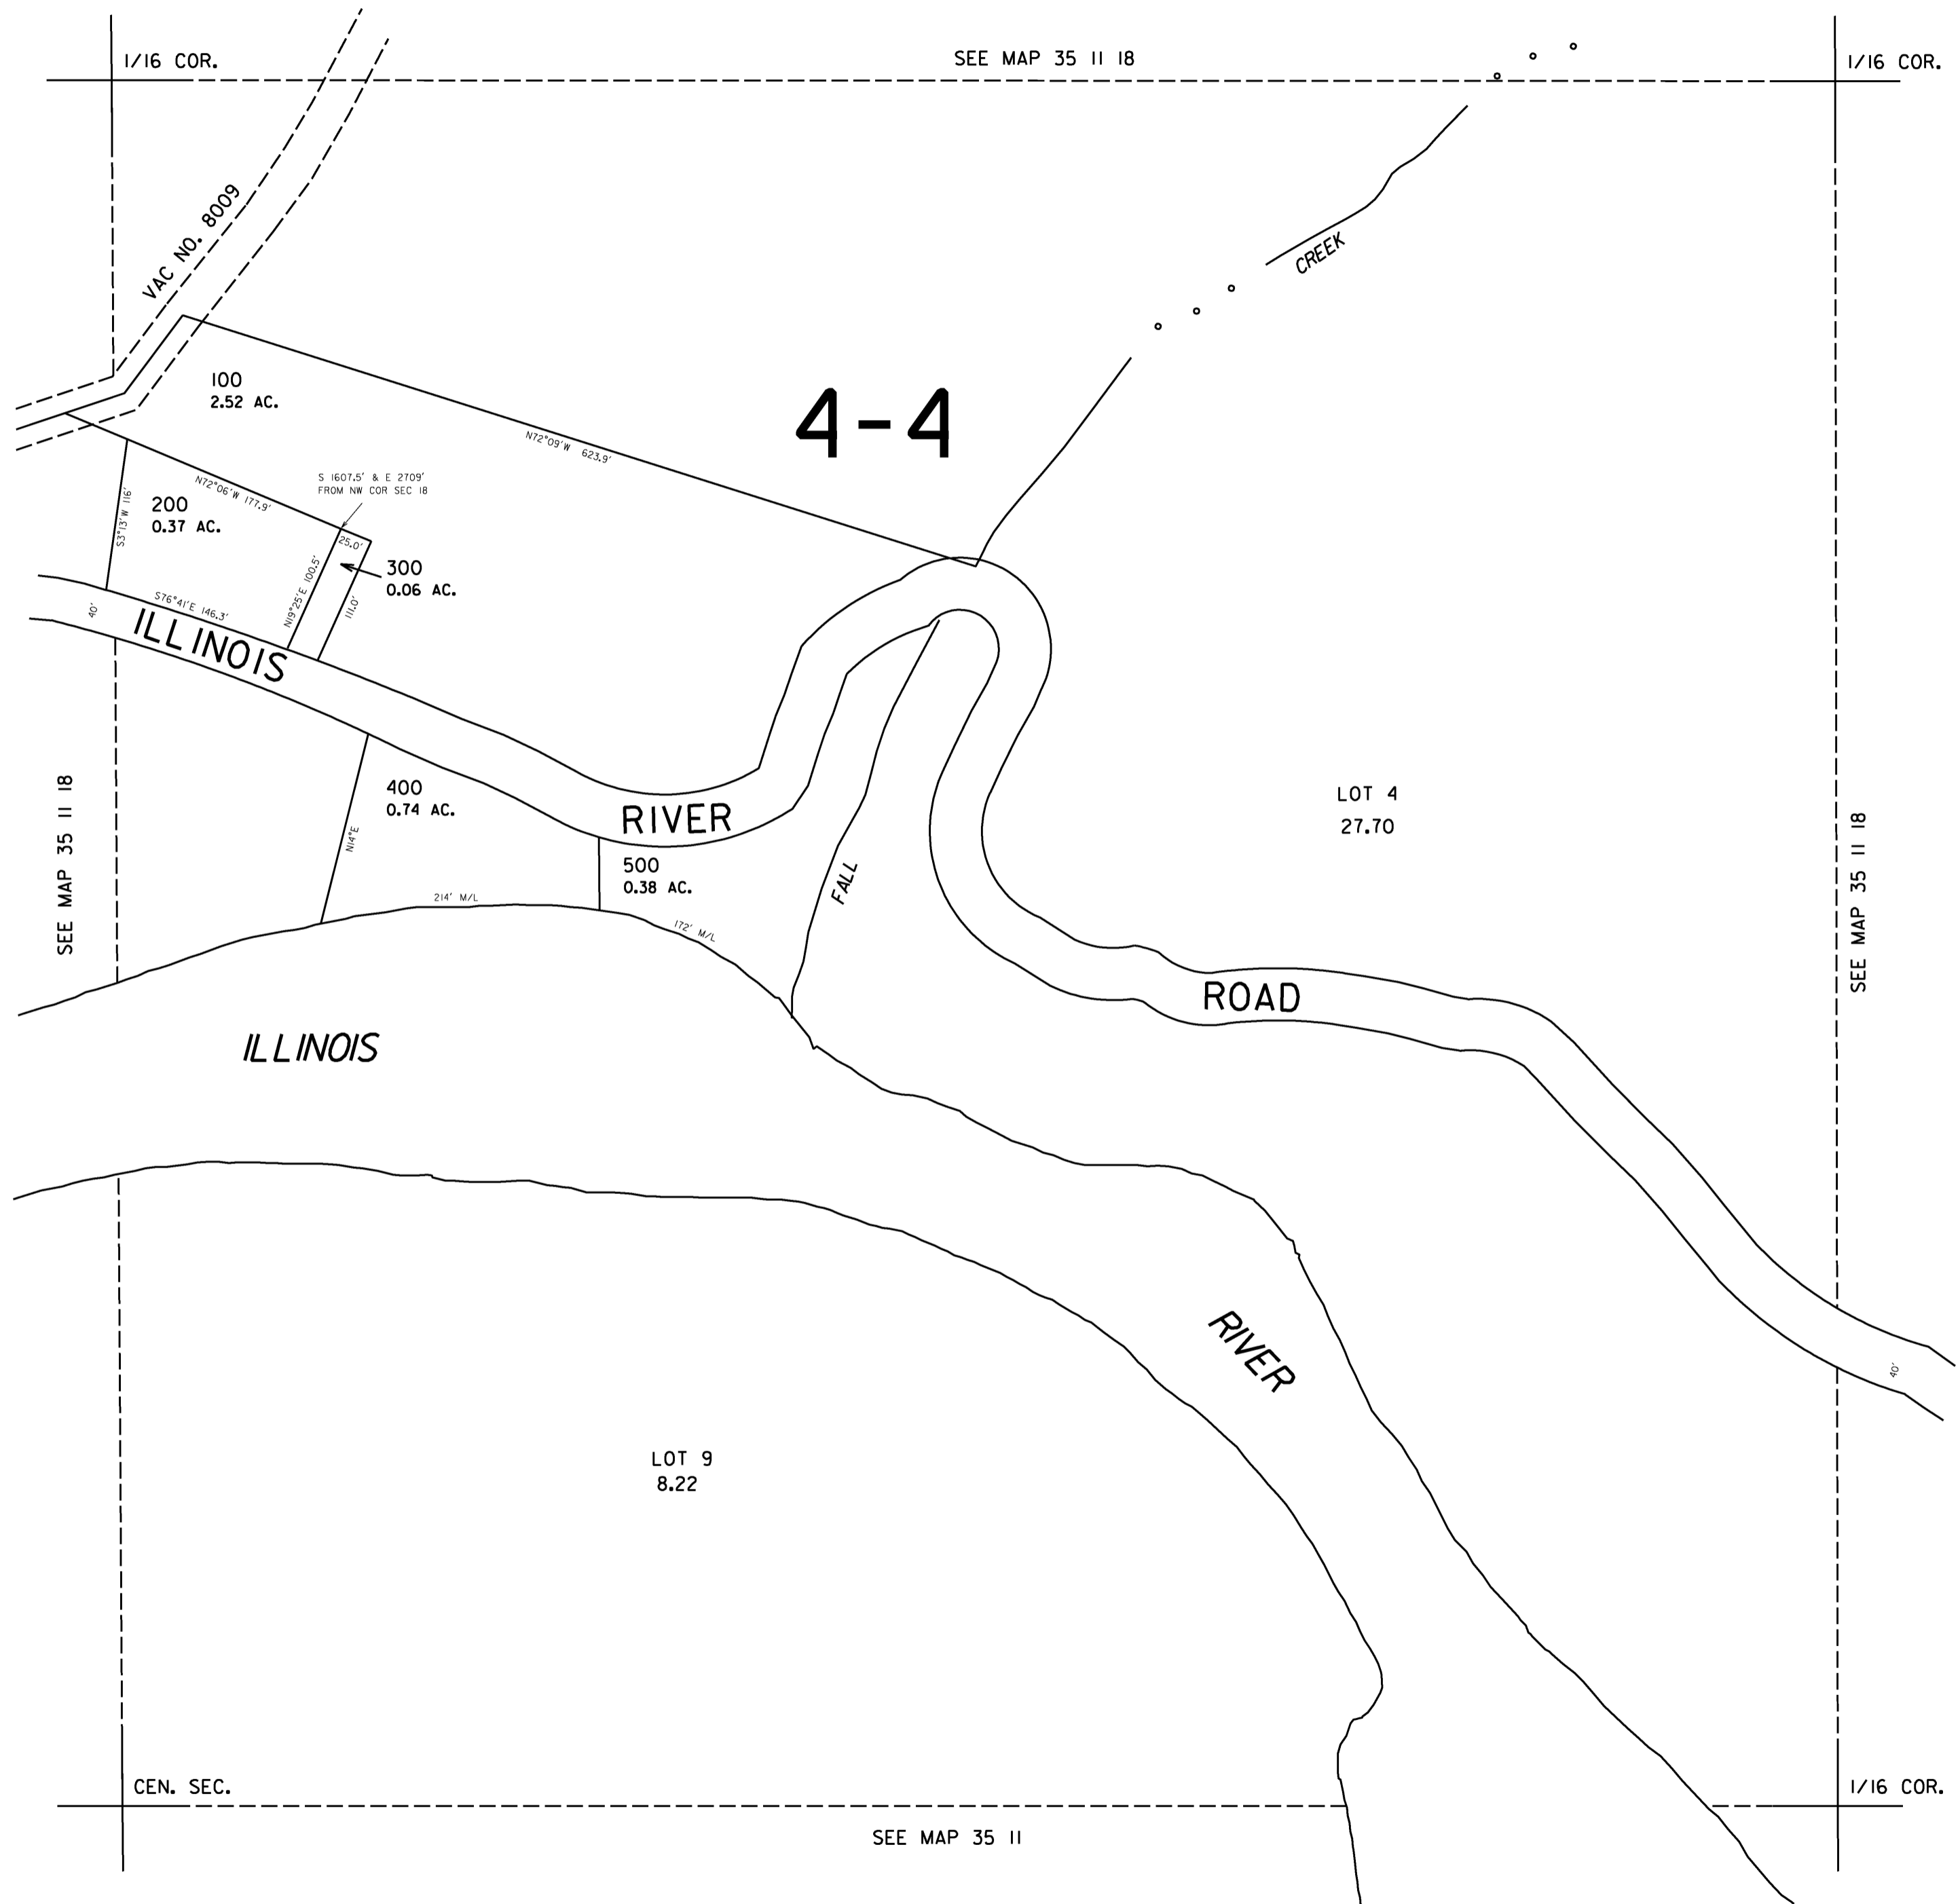 1/16 COR.
SEE MAP 35 11 18
1/16 COR.
VAC NO. 8009
CREEK
100
2.52 AC.
4-4
N72°09'W 623.9'
S 1607.5' & E 2709'
FROM NW COR SEC 18
N72°06'W 177.9'
200
0.37 AC.
S3°13'W 116'
25.0'
300
0.06 AC.
N19°25'E 100.5'
111.0'
S76°41'E 146.3'
40'
ILLINOIS
RIVER
ROAD
400
0.74 AC.
N14°E
500
0.38 AC.
FALL
214' M/L
172' M/L
LOT 4
27.70
SEE MAP 35 11 18
SEE MAP 35 11 18
ILLINOIS
RIVER
40'
LOT 9
8.22
CEN. SEC.
1/16 COR.
SEE MAP 35 11